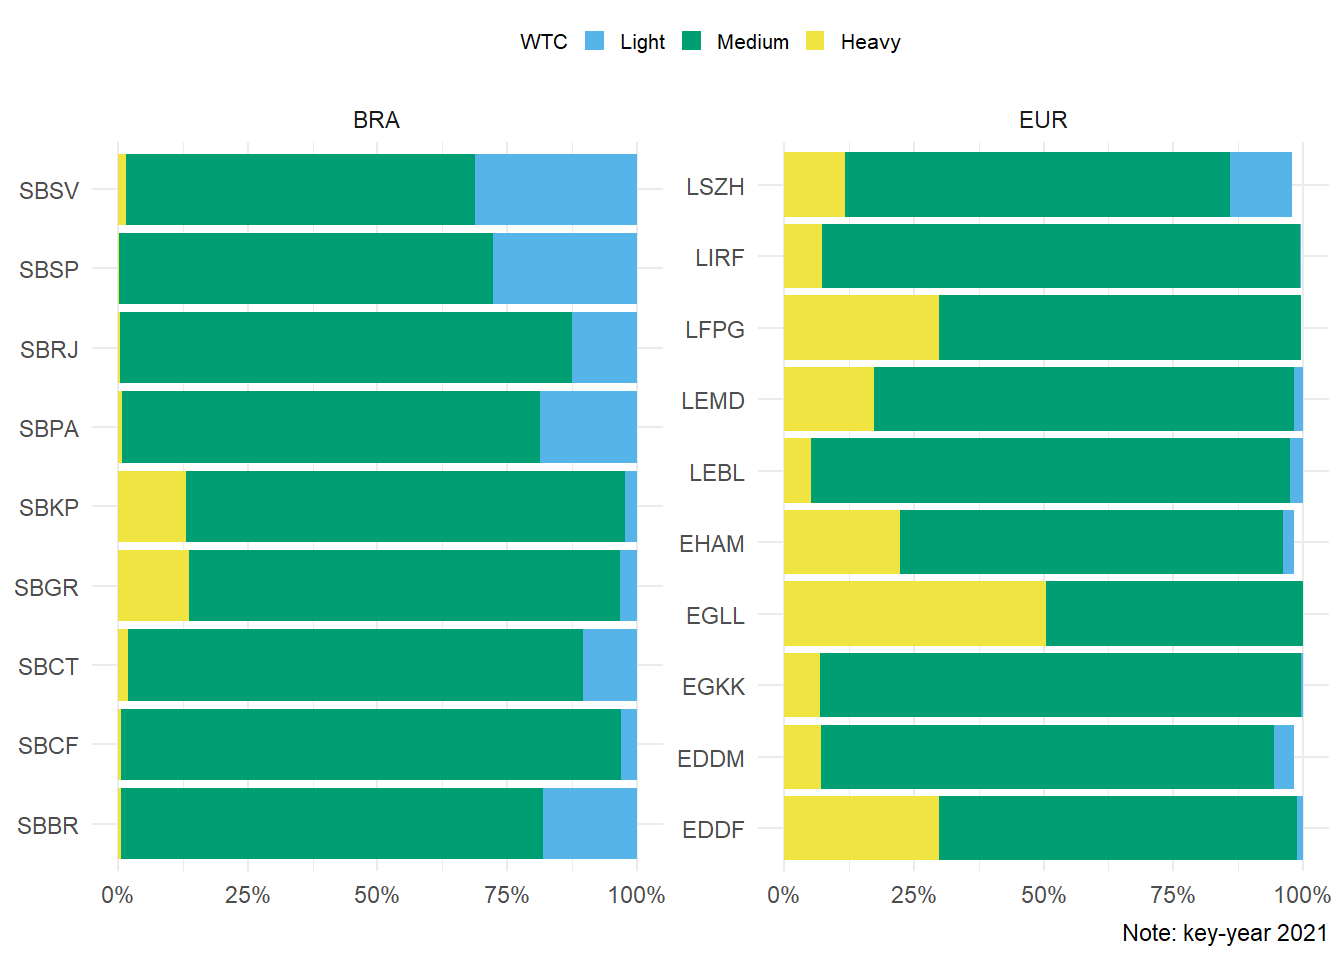 WTC Light Medium Heavy
BRA
EUR
SBSV
SBSP
SBRJ
SBPA
SBKP
SBGR
SBCT
SBCF
SBBR
0% 25% 50% 75% 100%
LSZH
LIRF
LFPG
LEMD
LEBL
EHAM
EGLL
EGKK
EDDM
EDDF
0% 25% 50% 75% 100%
Note: key-year 2021